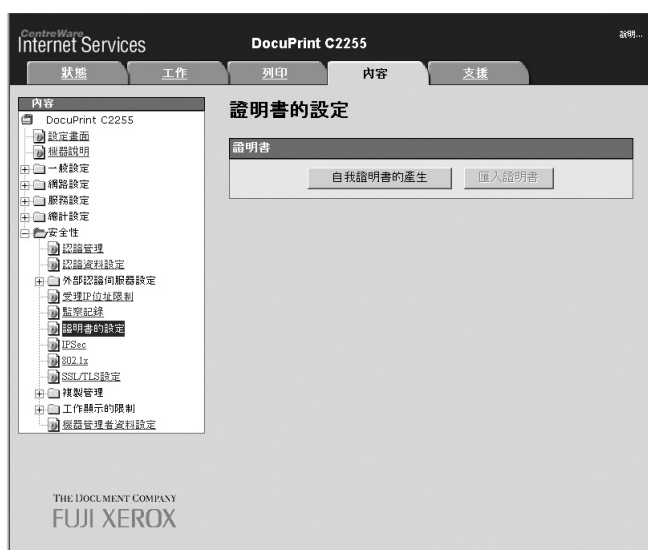 CentreWare
Internet Services
DocuPrint C2255
說明...
狀態
工作
列印
內容
支援
內容
DocuPrint C2255
設定畫面
機器說明
一般設定
網路設定
服務設定
總計設定
安全性
認證管理
認證資料設定
外部認證伺服器設定
受理IP位址限制
監察記錄
證明書的設定
IPSec
802.1x
SSL/TLS設定
複製管理
工作顯示的限制
機器管理者資料設定
證明書的設定
證明書
自我證明書的產生
匯入證明書
THE DOCUMENT COMPANY
FUJI XEROX